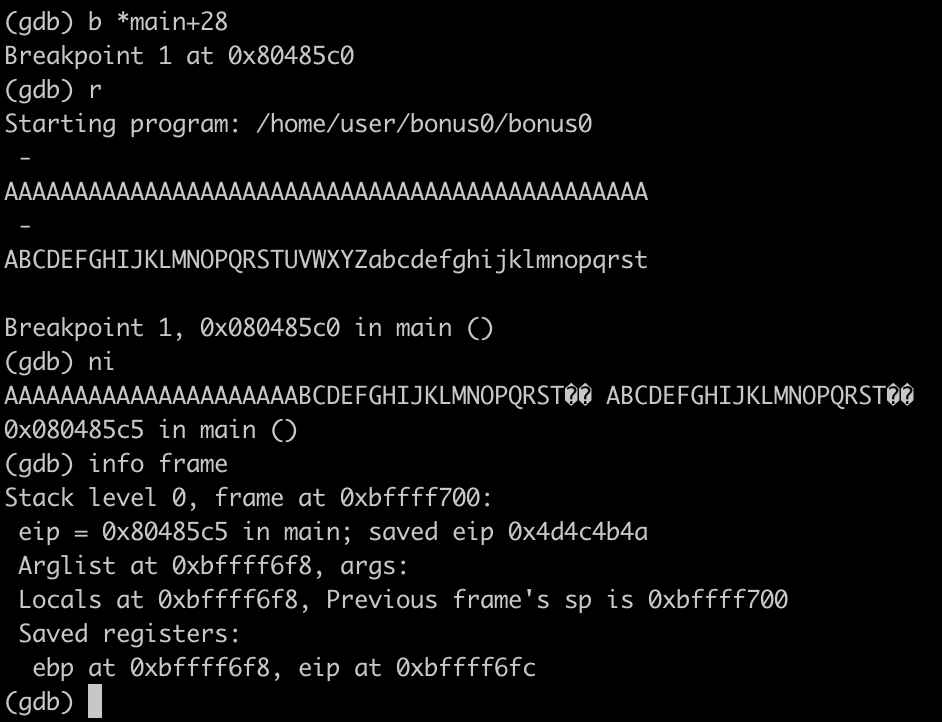 (gdb) b *main+28
Breakpoint 1 at 0x80485c0
(gdb) r
Starting program: /home/user/bonus0/bonus0
 -
AAAAAAAAAAAAAAAAAAAAAAAAAAAAAAAAAAAAAAAAAAAAAA
 -
ABCDEFGHIJKLMNOPQRSTUVWXYZabcdefghijklmnopqrst

Breakpoint 1, 0x080485c0 in main ()
(gdb) ni
AAAAAAAAAAAAAAAAAAAAABCDEFGHIJKLMNOPQRST�� ABCDEFGHIJKLMNOPQRST��
0x080485c5 in main ()
(gdb) info frame
Stack level 0, frame at 0xbffff700:
 eip = 0x80485c5 in main; saved eip 0x4d4c4b4a
 Arglist at 0xbffff6f8, args:
 Locals at 0xbffff6f8, Previous frame's sp is 0xbffff700
 Saved registers:
  ebp at 0xbffff6f8, eip at 0xbffff6fc
(gdb)